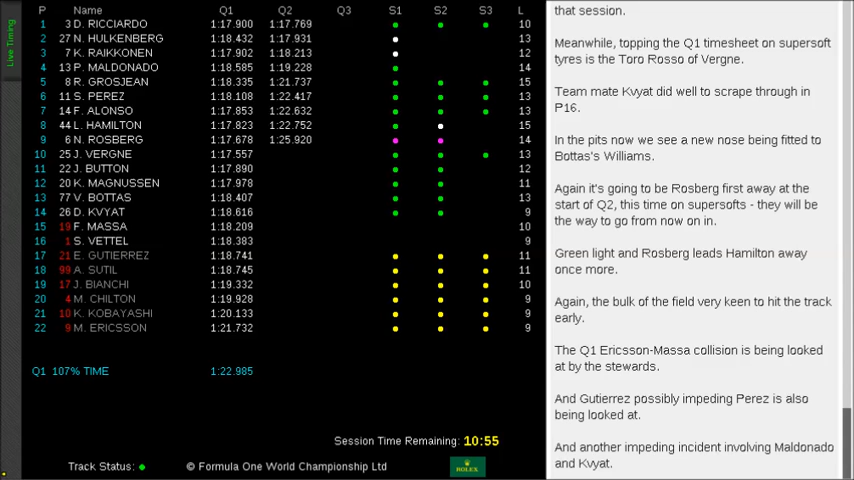 Live Timing
P Name Q1 Q2 Q3 S1 S2 S3 L
1 3 D. RICCIARDO 1:17.900 1:17.769 10
2 27 N. HULKENBERG 1:18.432 1:17.931 13
3 7 K. RAIKKONEN 1:17.902 1:18.213 12
4 13 P. MALDONADO 1:18.585 1:19.228 14
5 8 R. GROSJEAN 1:18.335 1:21.737 15
6 11 S. PEREZ 1:18.108 1:22.417 13
7 14 F. ALONSO 1:17.853 1:22.632 13
8 44 L. HAMILTON 1:17.823 1:22.752 12
9 6 N. ROSBERG 1:17.678 1:25.920 14
10 25 J. VERGNE 1:17.557 13
11 22 J. BUTTON 1:17.890 12
12 20 K. MAGNUSSEN 1:17.978 11
13 77 V. BOTTAS 1:18.407 13
14 26 D. KVYAT 1:18.616 9
15 19 F. MASSA 1:18.209 10
16 1 S. VETTEL 1:18.383 9
17 21 E. GUTIERREZ 1:18.741 11
18 99 A. SUTIL 1:18.745 11
19 17 J. BIANCHI 1:19.332 10
20 4 M. CHILTON 1:19.928 9
21 10 K. KOBAYASHI 1:20.133 9
22 9 M. ERICSSON 1:21.732 9
Q1 107% TIME 1:22.985
Session Time Remaining: 10:55
Track Status: © Formula One World Championship Ltd
ROLEX
that session.
Meanwhile, topping the Q1 timesheet on supersoft
tyres is the Toro Rosso of Vergne.
Team mate Kvyat did well to scrape through in
P16.
In the pits now we see a new nose being fitted to
Bottas's Williams.
Again it's going to be Rosberg first away at the
start of Q2, this time on supersofts - they will be
the way to go from now on in.
Green light and Rosberg leads Hamilton away
once more.
Again, the bulk of the field very keen to hit the track
early.
The Q1 Ericsson-Massa collision is being looked
at by the stewards.
And Gutierrez possibly impeding Perez is also
being looked at.
And another impeding incident involving Maldonado
and Kvyat.